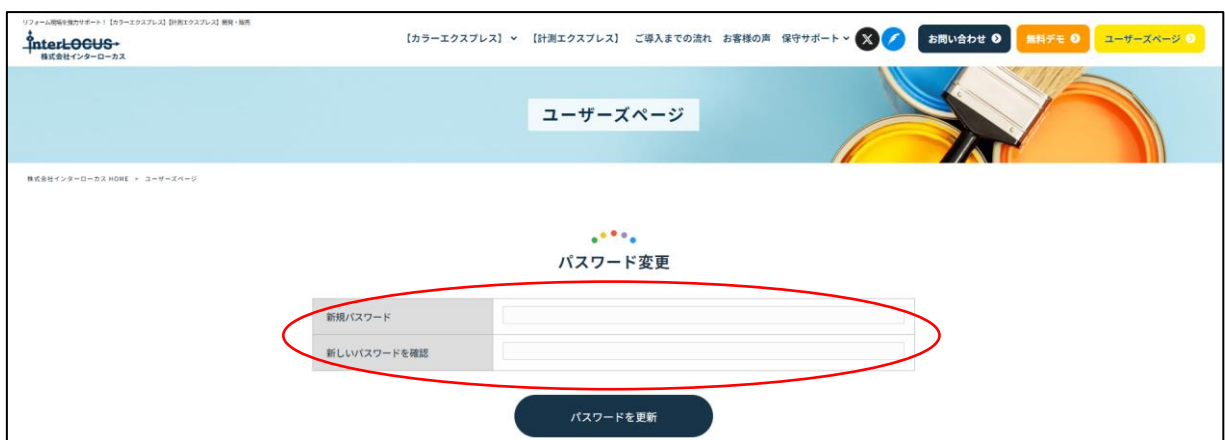 リフォーム現場を強力サポート！【カラーエクスプレス】【計測エクスプレス】開発・販売
interLOCUS+
株式会社インターローカス
【カラーエクスプレス】 【計測エクスプレス】 ご導入までの流れ お客様の声 保守サポート お問い合わせ 無料デモ ユーザーズページ
ユーザーズページ
株式会社インターローカス HOME > ユーザーズページ
パスワード変更
新規パスワード
新しいパスワードを確認
パスワードを更新